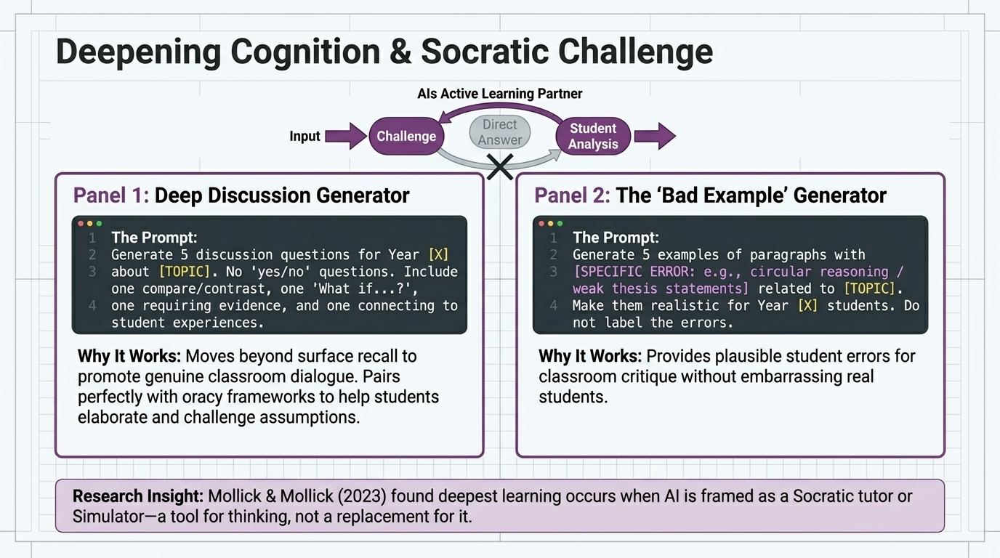 Deepening Cognition & Socratic Challenge
AIs Active Learning Partner
Input
Challenge
Direct
Answer
Student
Analysis
Panel 1: Deep Discussion Generator
1 The Prompt:
2 Generate 5 discussion questions for Year [X]
3 about [TOPIC]. No 'yes/no' questions. Include
one compare/contrast, one 'What if...?',
4 one requiring evidence, and one connecting to
student experiences.
Why It Works: Moves beyond surface recall to
promote genuine classroom dialogue. Pairs
perfectly with oracy frameworks to help students
elaborate and challenge assumptions.
Panel 2: The ‘Bad Example’ Generator
1 The Prompt:
2 Generate 5 examples of paragraphs with
3 [SPECIFIC ERROR: e.g., circular reasoning /
weak thesis statements] related to [TOPIC].
4 Make them realistic for Year [X] students. Do
not label the errors.
Why It Works: Provides plausible student errors for
classroom critique without embarrassing real
students.
Research Insight: Mollick & Mollick (2023) found deepest learning occurs when AI is framed as a Socratic tutor or
Simulator—a tool for thinking, not a replacement for it.